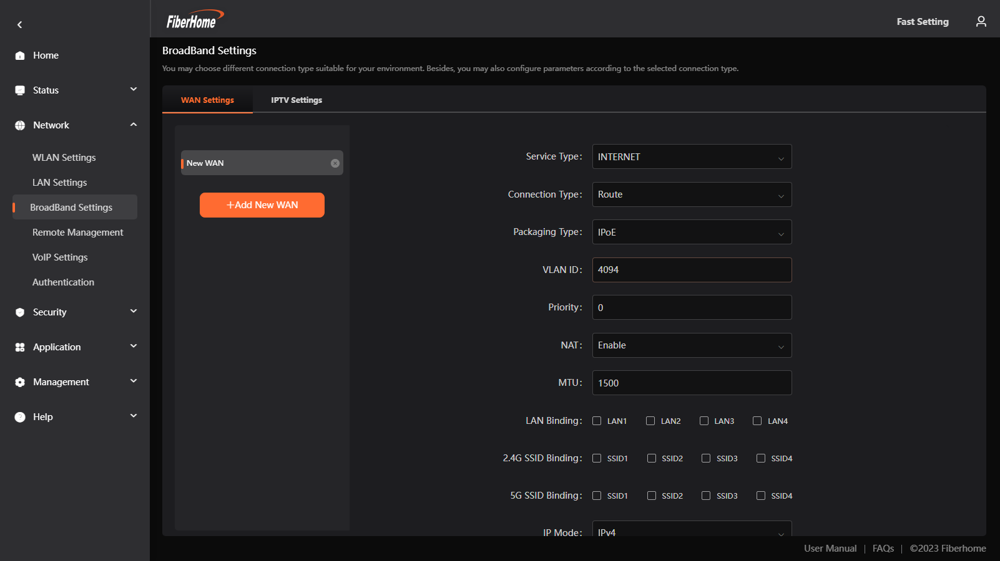 FiberHome
Fast Setting
Home
Status
Network
WLAN Settings
LAN Settings
BroadBand Settings
Remote Management
VoIP Settings
Authentication
Security
Application
Management
Help
BroadBand Settings
You may choose different connection type suitable for your environment. Besides, you may also configure parameters according to the selected connection type.
WAN Settings IPTV Settings
New WAN
+Add New WAN
Service Type: INTERNET
Connection Type: Route
Packaging Type: IPoE
VLAN ID: 4094
Priority: 0
NAT: Enable
MTU: 1500
LAN Binding: LAN1 LAN2 LAN3 LAN4
2.4G SSID Binding: SSID1 SSID2 SSID3 SSID4
5G SSID Binding: SSID1 SSID2 SSID3 SSID4
IP Mode: IPv4
User Manual | FAQs | ©2023 Fiberhome